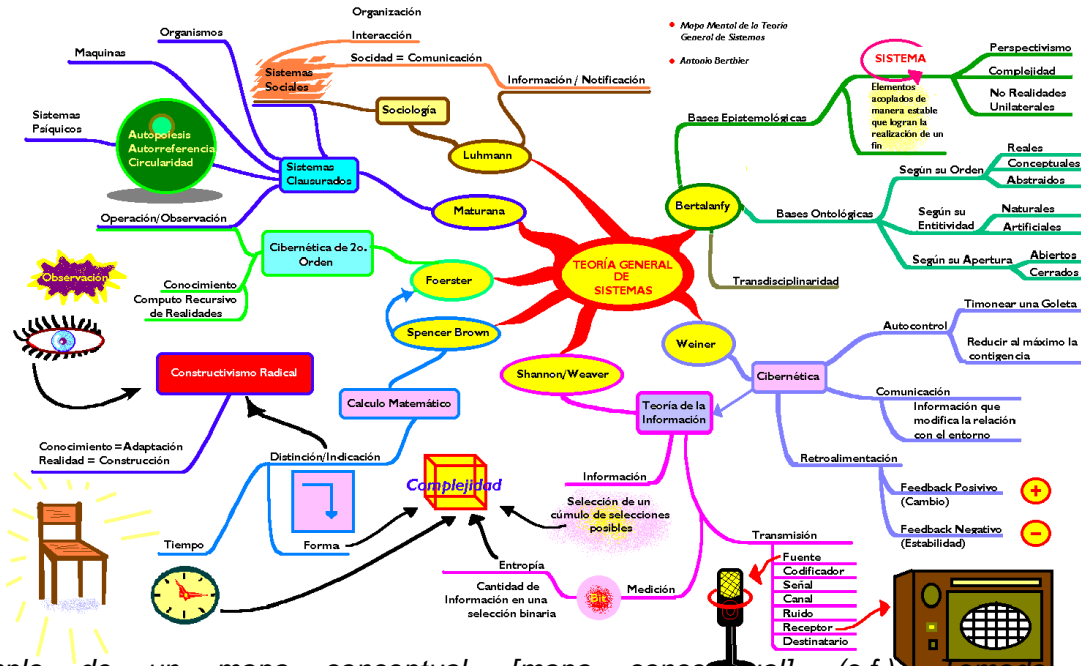 Mapa Mental de la Teoría
General de Sistemas
Antonio Berthier
TEORÍA GENERAL
DE
SISTEMAS
Organización
Interacción
Socidad = Comunicación
Sistemas
Sociales
Sociología
Información / Notificación
Luhmann
Organismos
Maquinas
Sistemas
Psíquicos
Autopoiesis
Autorreferencia
Circularidad
Sistemas
Clausurados
Maturana
Operación/Observación
Cibernética de 2o.
Orden
Foerster
Conocimiento
Computo Recursivo
de Realidades
Observación
Spencer Brown
Constructivismo Radical
Calculo Matemático
Conocimiento =Adaptación
Realidad = Construcción
Distinción/Indicación
Tiempo
Forma
Complejidad
SISTEMA
Elementos
acoplados de
manera estable
que logran la
realización de un
fin
Perspectivismo
Complejidad
No Realidades
Unilaterales
Bases Epistemológicas
Bertalanfy
Bases Ontológicas
Según su Orden
Reales
Conceptuales
Abstraidos
Según su
Entitividad
Naturales
Artificiales
Según su Apertura
Abiertos
Cerrados
Transdisciplinaridad
Weiner
Cibernética
Autocontrol
Timonear una Goleta
Reducir al máximo la
contigencia
Comunicación
Información que
modifica la relación
con el entorno
Retroalimentación
Feedback Posivivo
(Cambio)
+
Feedback Negativo
(Estabilidad)
−
Shannon/Weaver
Teoría de la
Información
Información
Selección de un
cúmulo de selecciones
posibles
Entropía
Cantidad de
Información en una
selección binaria
Bit
Medición
Transmisión
Fuente
Codificador
Señal
Canal
Ruido
Receptor
Destinatario
de un mapa conceptual [mapa